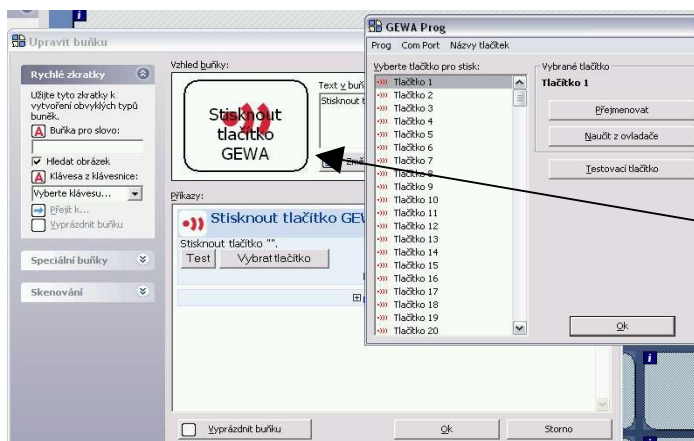 Upravit buňku
Rychlé zkratky
Užijte tyto zkratky k
vytvoření obvyklých typů
buněk.
A Buňka pro slovo:
Hledat obrázek
A Klávesa z klávesnice:
Vyberte klávesu...
Přejít k...
Vyprázdnit buňku
Speciální buňky
Skenování
Vzhled buňky:
Stisknout
tlačítko
GEWA
Text v buň
Stisknout t
Změ
Příkazy:
Stisknout tlačítko GEW
Stisknout tlačítko "".
Test
Vybrat tlačítko
Vyprázdnit buňku
Ok
Storno
GEWA Prog
Prog Com Port Názvy tlačítek
Vyberte tlačítko pro stisk:
Tlačítko 1
Tlačítko 2
Tlačítko 3
Tlačítko 4
Tlačítko 5
Tlačítko 6
Tlačítko 7
Tlačítko 8
Tlačítko 9
Tlačítko 10
Tlačítko 11
Tlačítko 12
Tlačítko 13
Tlačítko 14
Tlačítko 15
Tlačítko 16
Tlačítko 17
Tlačítko 18
Tlačítko 19
Tlačítko 20
Vybrané tlačítko
Tlačítko 1
Přejmenovat
Naučit z ovladače
Testovací tlačítko
Ok